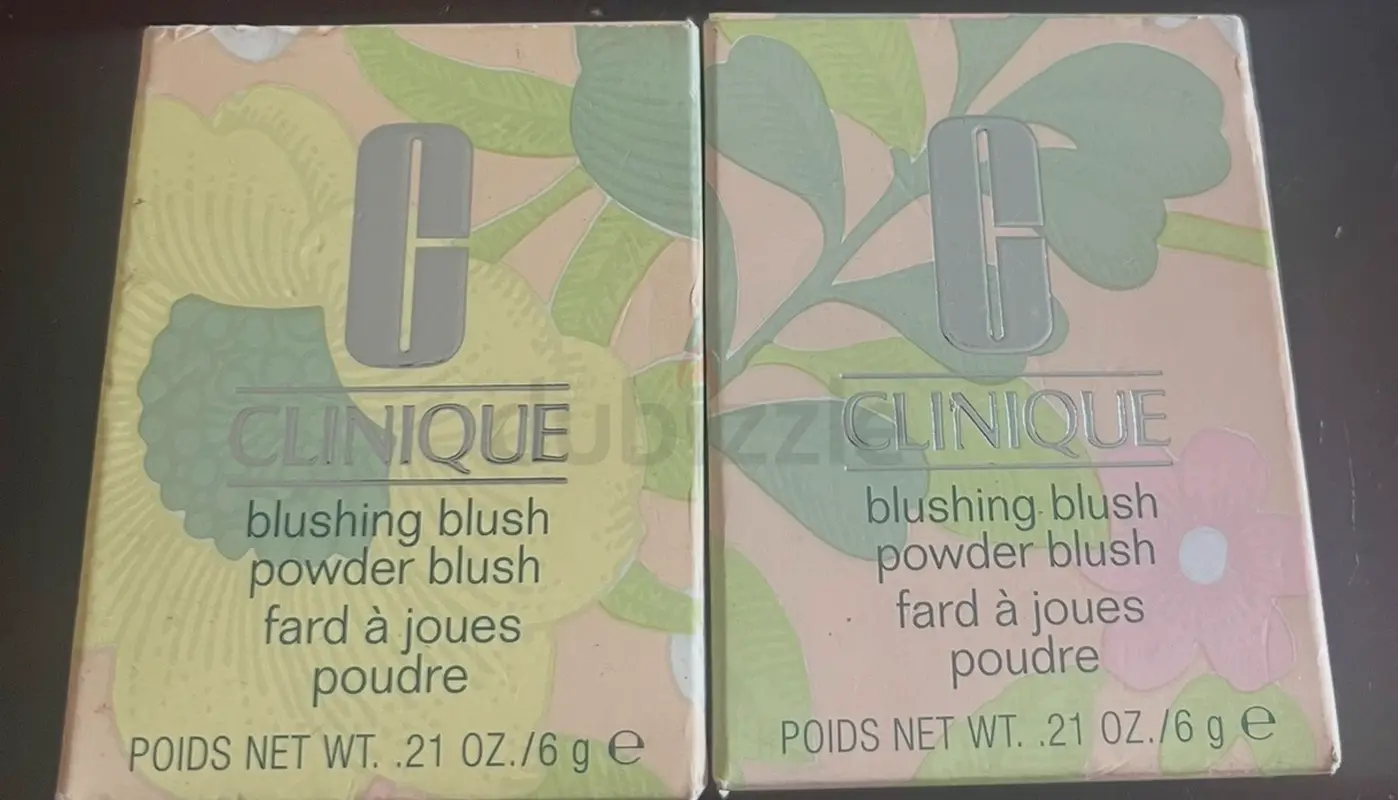 C
CLINIQUE
blushing blush
powder blush
fard à joues
poudre
POIDS NET WT. .21 OZ./6 g ℮
C
CLINIQUE
blushing blush
powder blush
fard à joues
poudre
POIDS NET WT. .21 OZ./6 g ℮
dubizzle